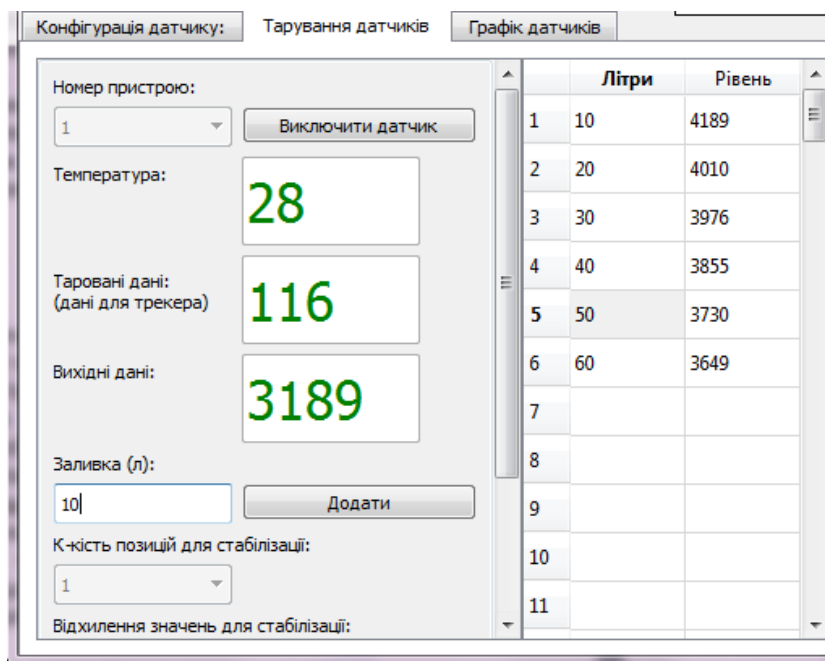 Конфігурація датчику:
Тарування датчиків
Графік датчиків
Номер пристрою:
1
Виключити датчик
Температура:
28
Таровані дані:
(дані для трекера)
116
Вихідні дані:
3189
Заливка (л):
10
Додати
К-кість позицій для стабілізації:
1
Відхилення значень для стабілізації:
Літри Рівень
1 10 4189
2 20 4010
3 30 3976
4 40 3855
5 50 3730
6 60 3649
7
8
9
10
11